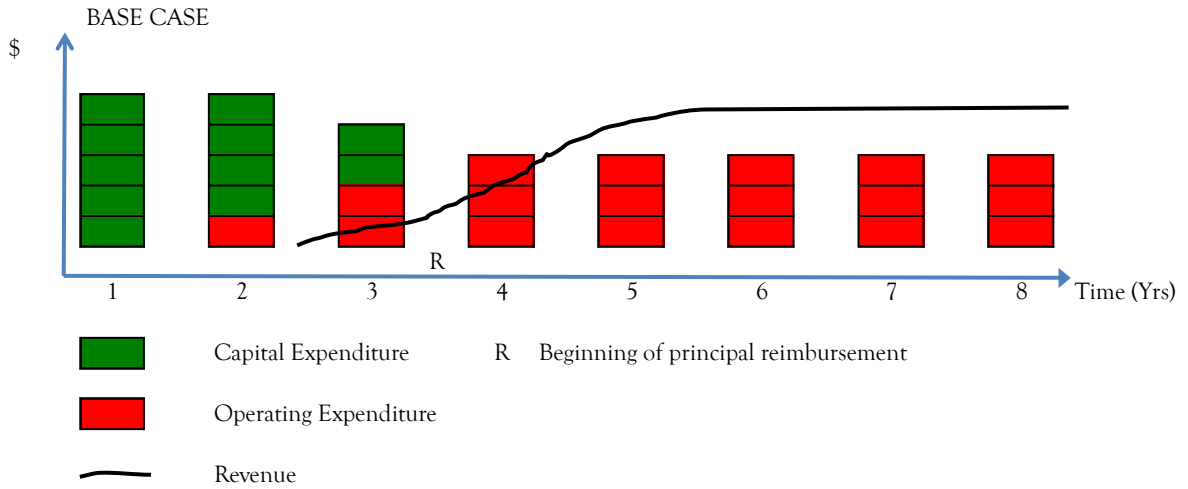 BASE CASE
$
R
1 2 3 4 5 6 7 8 Time (Yrs)
Capital Expenditure R Beginning of principal reimbursement
Operating Expenditure
Revenue